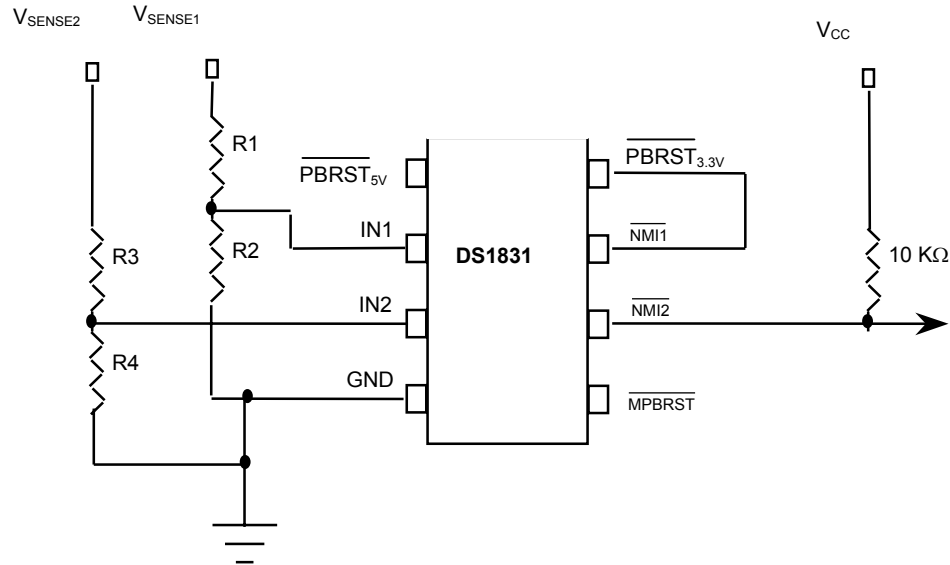 VSENSE2
VSENSE1
VCC
R1
PBRST5V
PBRST3.3V
R2
IN1
DS1831
NMI1
R3
10 KΩ
IN2
NMI2
R4
GND
MPBRST